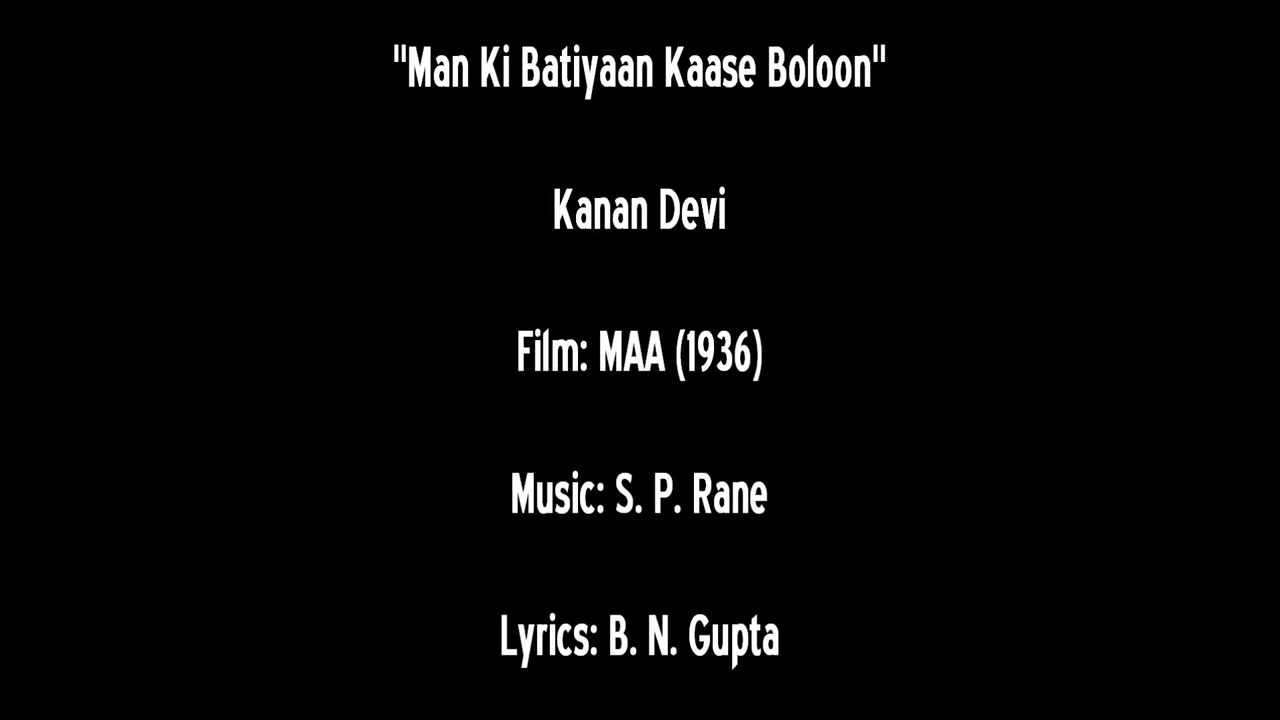 "Man Ki Batiyaan Kaase Boloon"
Kanan Devi
Film: MAA (1936)
Music: S. P. Rane
Lyrics: B. N. Gupta